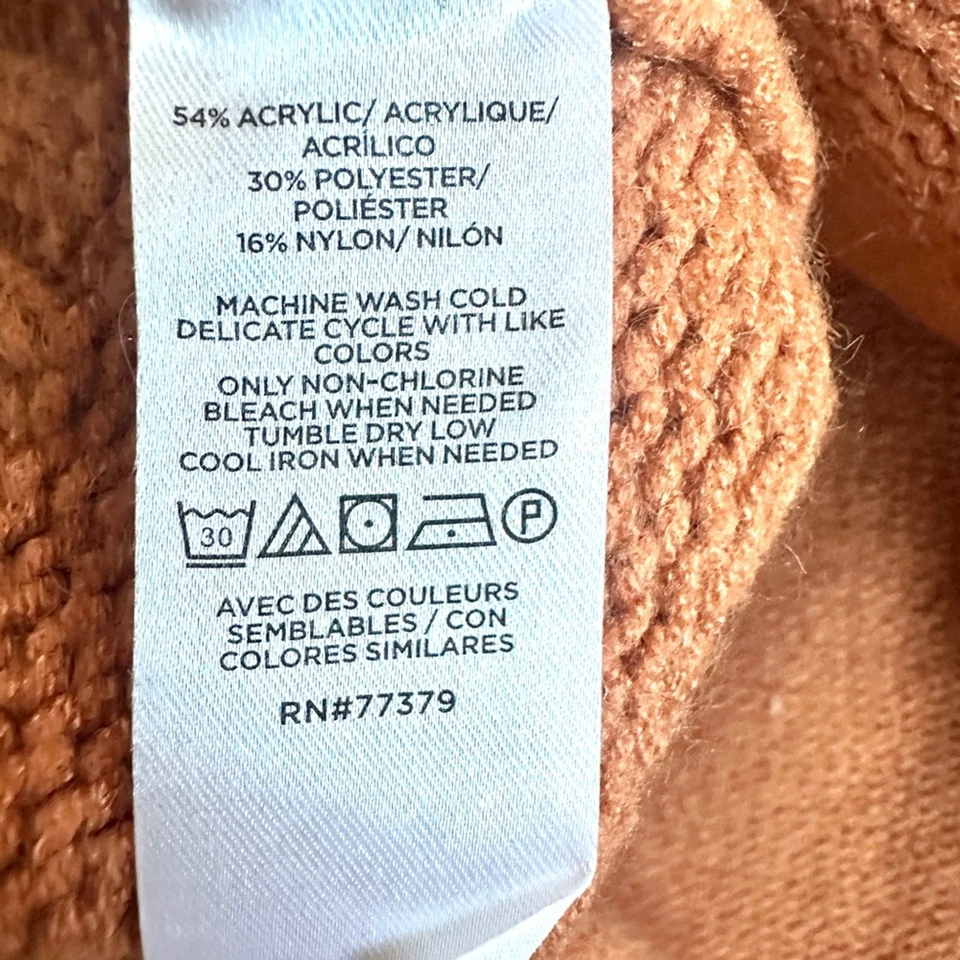 54% ACRYLIC/ ACRYLIQUE/
ACRÍLICO
30% POLYESTER/
POLIÉSTER
16% NYLON/ NILÓN
MACHINE WASH COLD
DELICATE CYCLE WITH LIKE
COLORS
ONLY NON-CHLORINE
BLEACH WHEN NEEDED
TUMBLE DRY LOW
COOL IRON WHEN NEEDED
30 P
AVEC DES COULEURS
SEMBLABLES / CON
COLORES SIMILARES
RN#77379